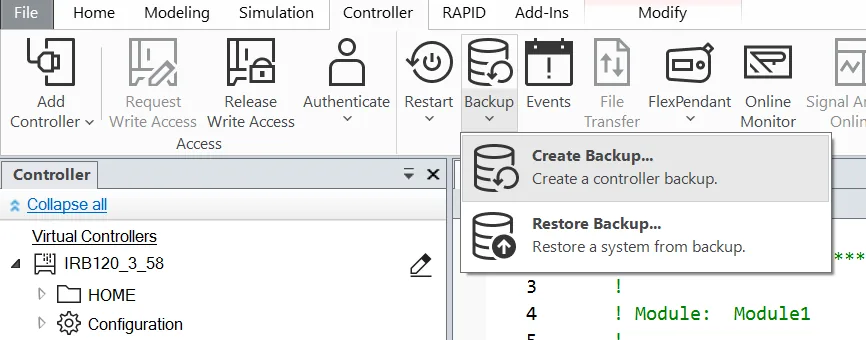 File Home Modeling Simulation Controller RAPID Add-Ins Modify
Add Controller
Request Write Access
Release Write Access
Authenticate
Access
Restart
Backup
Events
File Transfer
FlexPendant
Online Monitor
Signal An
Onlin
Create Backup...
Create a controller backup.
Restore Backup...
Restore a system from backup.
Controller
Collapse all
Virtual Controllers
IRB120_3_58
HOME
Configuration
***
3 !
4 ! Module: Module1
5 !